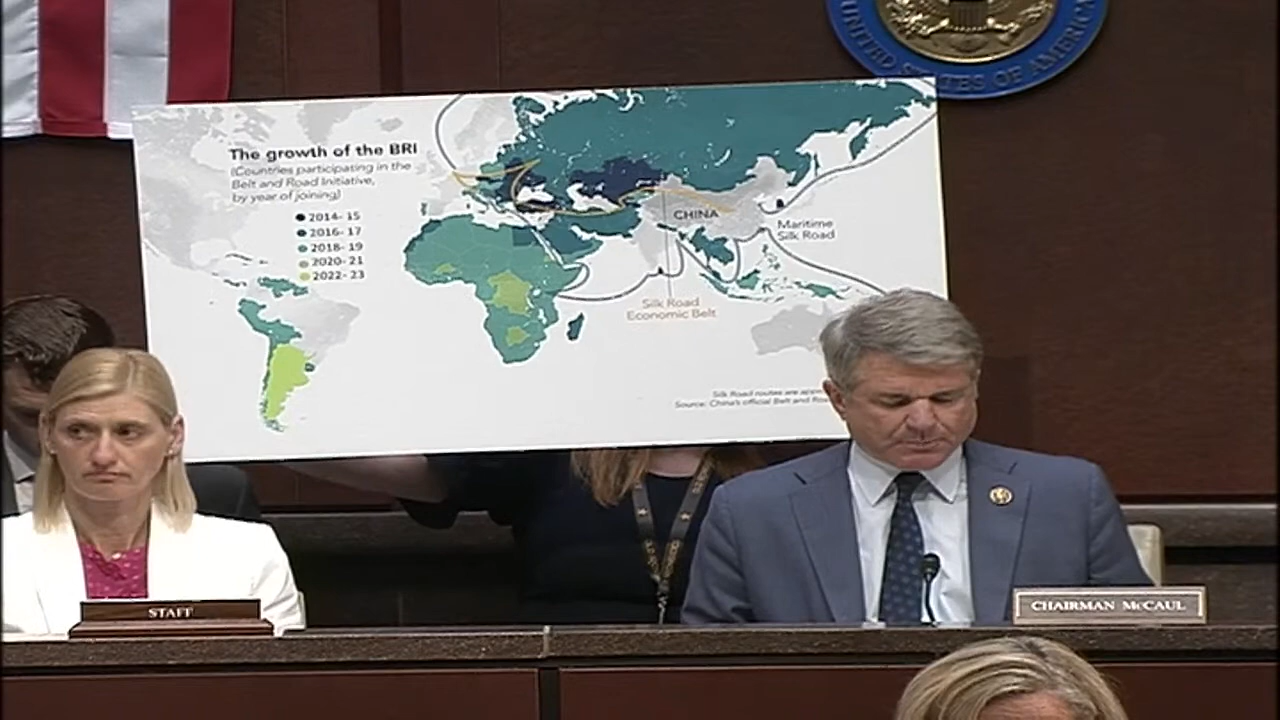 UNITED STATES OF AMERICA
The growth of the BRI
(Countries participating in the
Belt and Road Initiative,
by year of joining)
2014-15
2016-17
2018-19
2020-21
2022-23
CHINA
Maritime
Silk Road
Silk Road
Economic Belt
Silk Road routes are
Source: China's official Belt and
STAFF
CHAIRMAN McCAUL